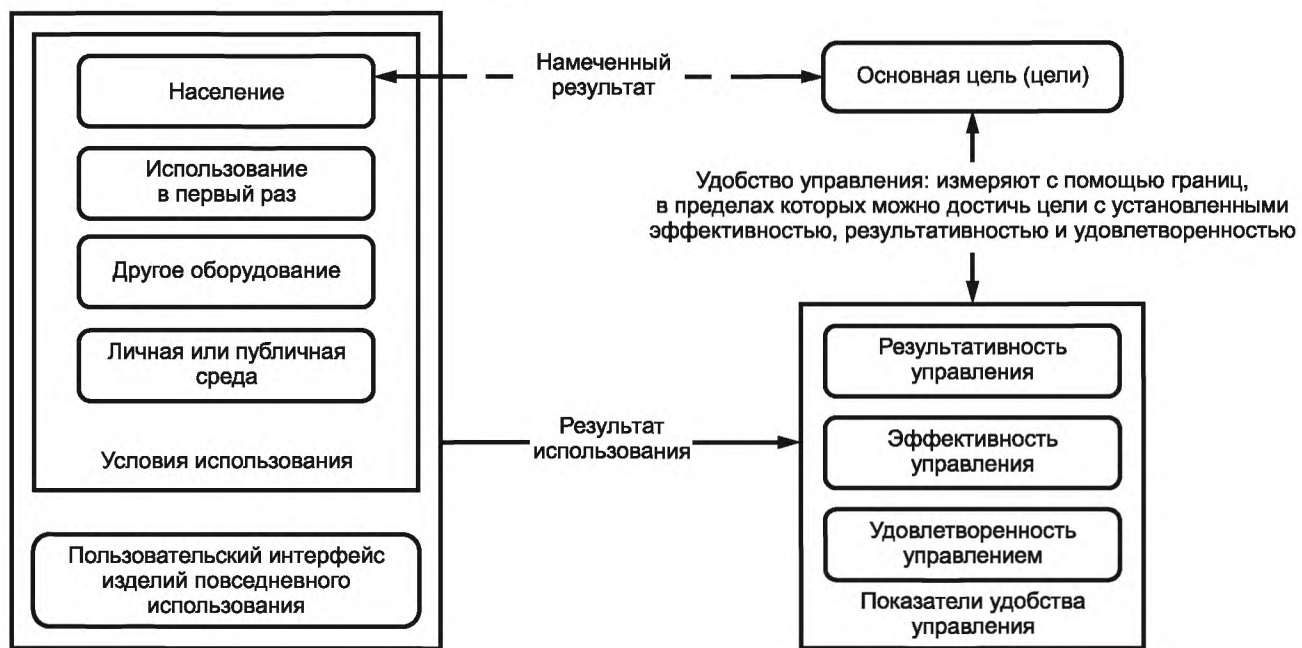 Население
Использование
в первый раз
Другое оборудование
Личная или публичная
среда
Условия использования
Пользовательский интерфейс
изделий повседневного
использования
Намеченный
результат
Результат
использования
Основная цель (цели)
Удобство управления: измеряют с помощью границ,
в пределах которых можно достичь цели с установленными
эффективностью, результативностью и удовлетворенностью
Результативность
управления
Эффективность
управления
Удовлетворенность
управлением
Показатели удобства
управления